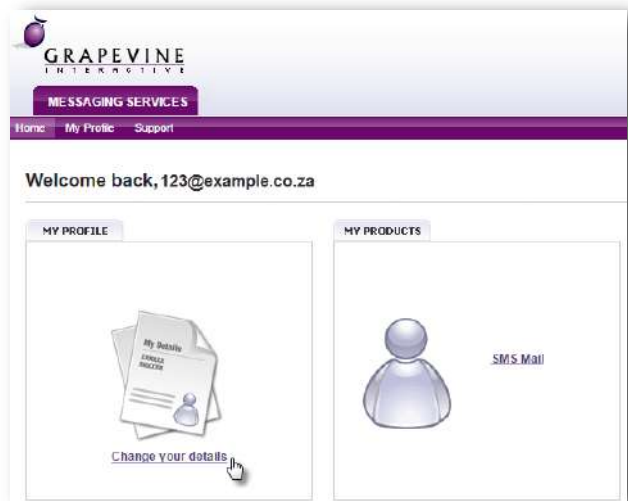 GRAPEVINE
INTERACTIVE
MESSAGING SERVICES
Home My Profile Support
Welcome back, 123@example.co.za
MY PROFILE
MY PRODUCTS
My Details
SMS Mail
Change your details